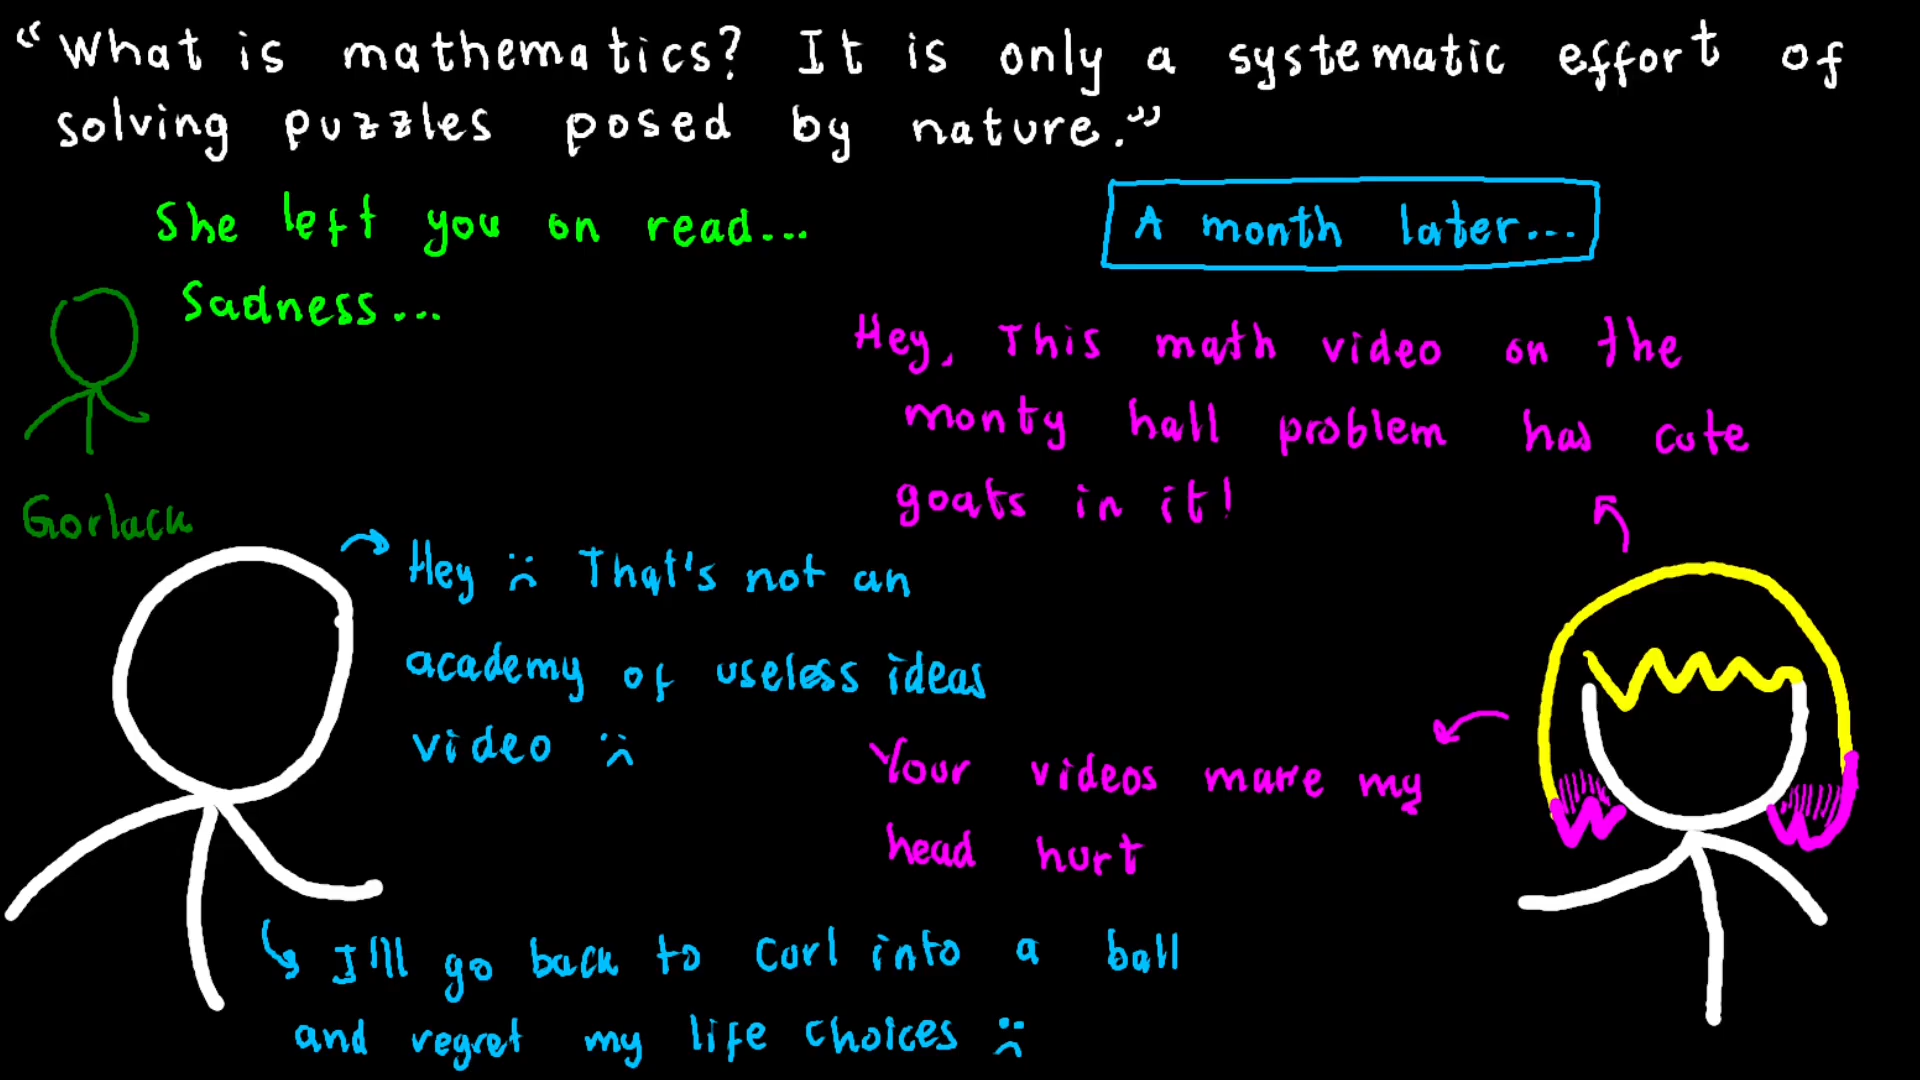 “What is mathematics? It is only a systematic effort of
solving puzzles posed by nature.”
She left you on read...
Sadness...
Gorlack
A month later...
Hey, This math video on the
monty hall problem has cute
goats in it!
Hey :( That's not an
academy of useless ideas
video :(
Your videos make my
head hurt
I'll go back to curl into a ball
and regret my life choices :(